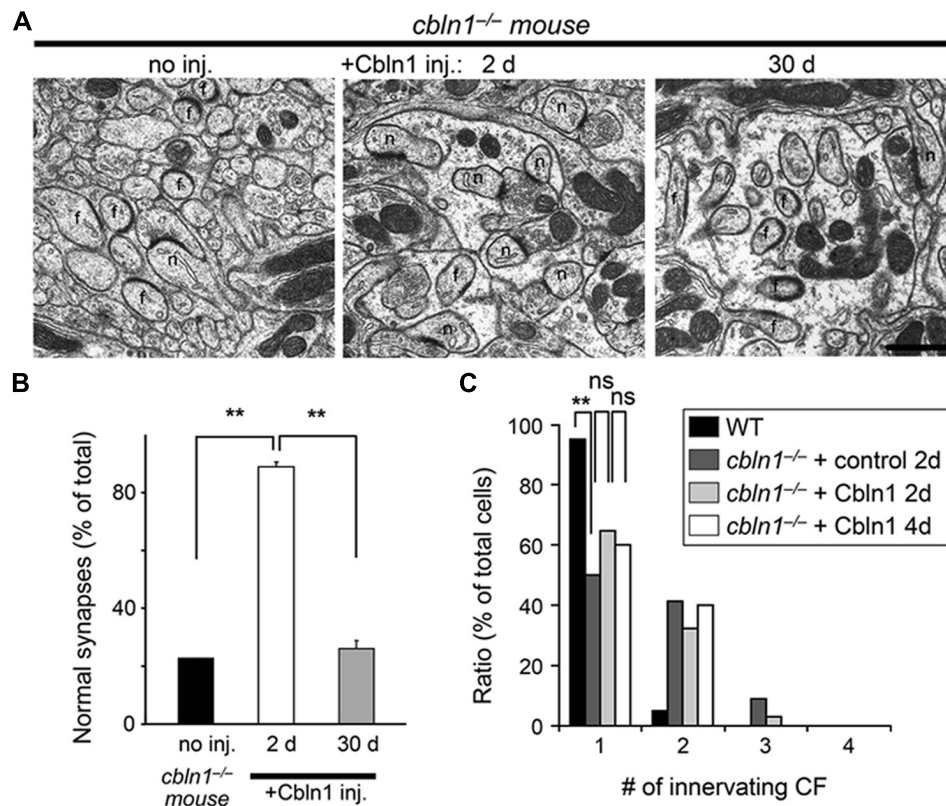 A
cbln1–/– mouse
no inj.
+Cbln1 inj.: 2 d
30 d
f
f
f
f
f
n
f
n
n
n
n
n
n
f
n
n
n
f
f
f
f
f
B
**
**
Normal synapses (% of total)
80
40
0
no inj.
2 d
30 d
cbln1–/–
mouse
+Cbln1 inj.
C
ns
**
ns
Ratio (% of total cells)
100
80
60
40
20
0
1
2
3
4
# of innervating CF
WT
cbln1–/– + control 2d
cbln1–/– + Cbln1 2d
cbln1–/– + Cbln1 4d